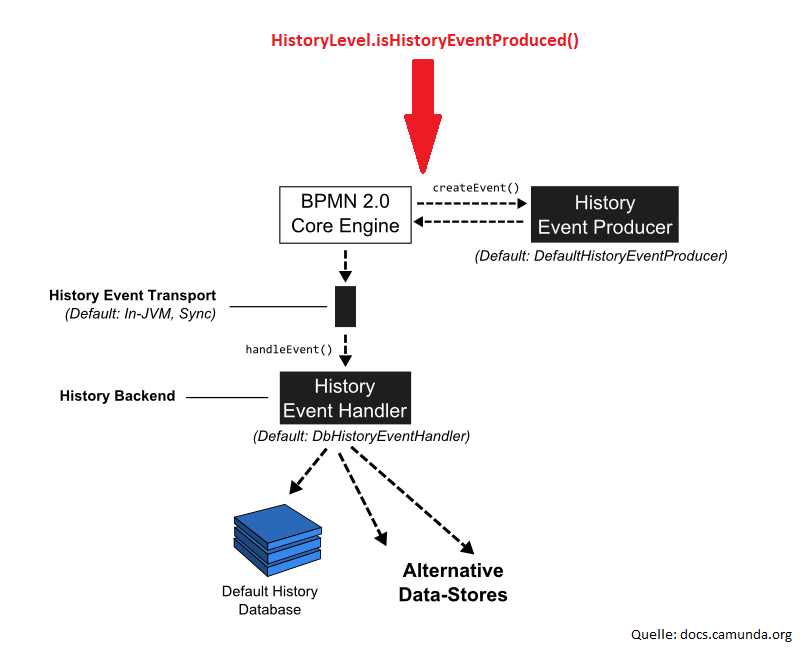 HistoryLevel.isHistoryEventProduced()
createEvent()
BPMN 2.0
Core Engine
History
Event Producer
(Default: DefaultHistoryEventProducer)
History Event Transport
(Default: In-JVM, Sync)
handleEvent()
History Backend
History
Event Handler
(Default: DbHistoryEventHandler)
Default History
Database
Alternative
Data-Stores
Quelle: docs.camunda.org